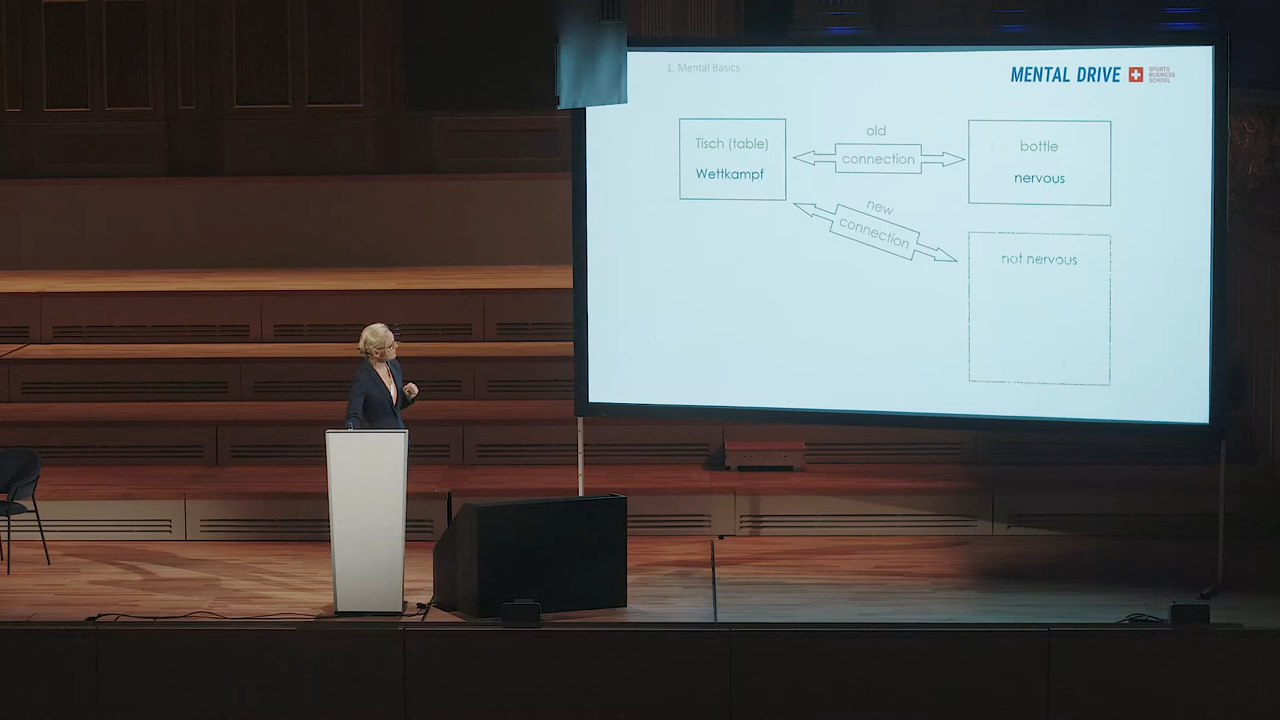 1. Mental Basics
MENTAL DRIVE
SPORTS
BUSINESS
SCHOOL
Tisch (table)
Wettkampf
old
connection
bottle
nervous
new
connection
not nervous